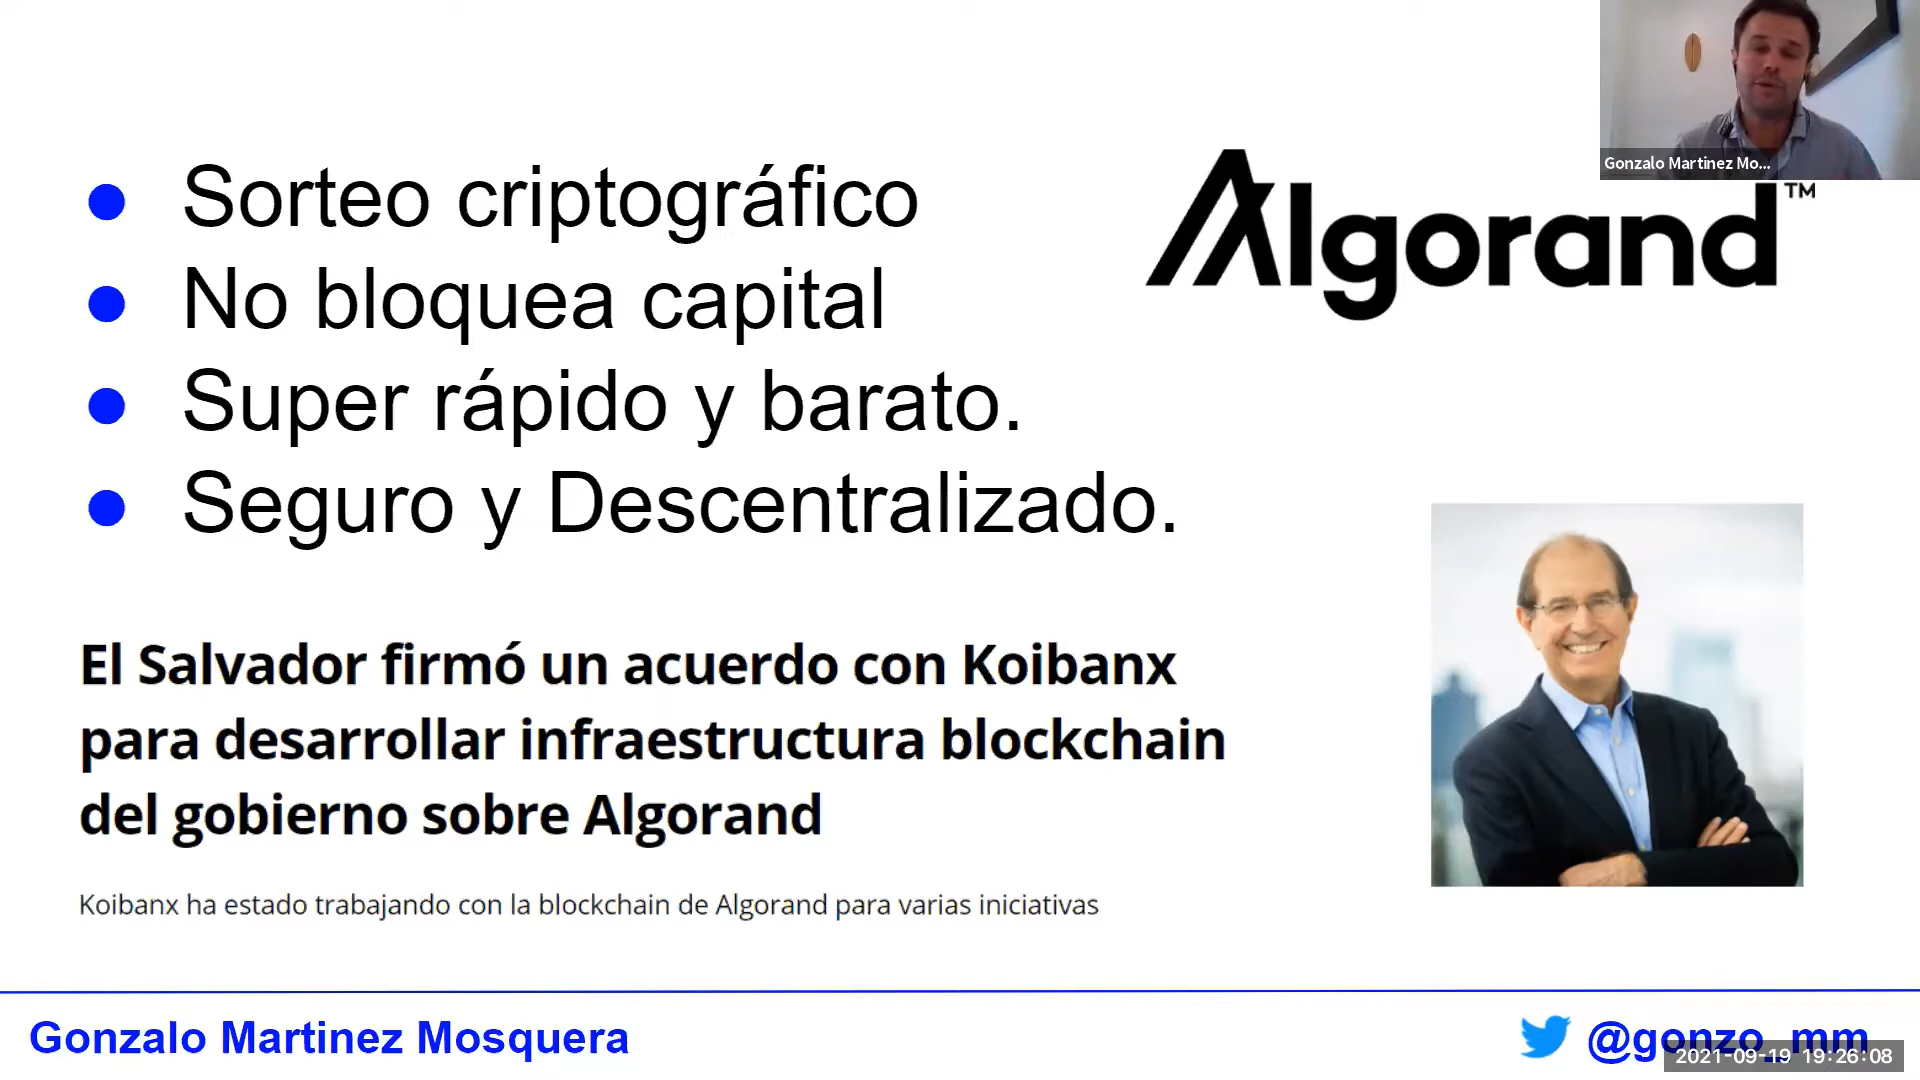 Gonzalo Martinez Mo...
Algorand™
● Sorteo criptográfico
● No bloquea capital
● Super rápido y barato.
● Seguro y Descentralizado.
El Salvador firmó un acuerdo con Koibanx
para desarrollar infraestructura blockchain
del gobierno sobre Algorand
Koibanx ha estado trabajando con la blockchain de Algorand para varias iniciativas
Gonzalo Martinez Mosquera
@gonzo_mm
2021-09-19 19:26:08